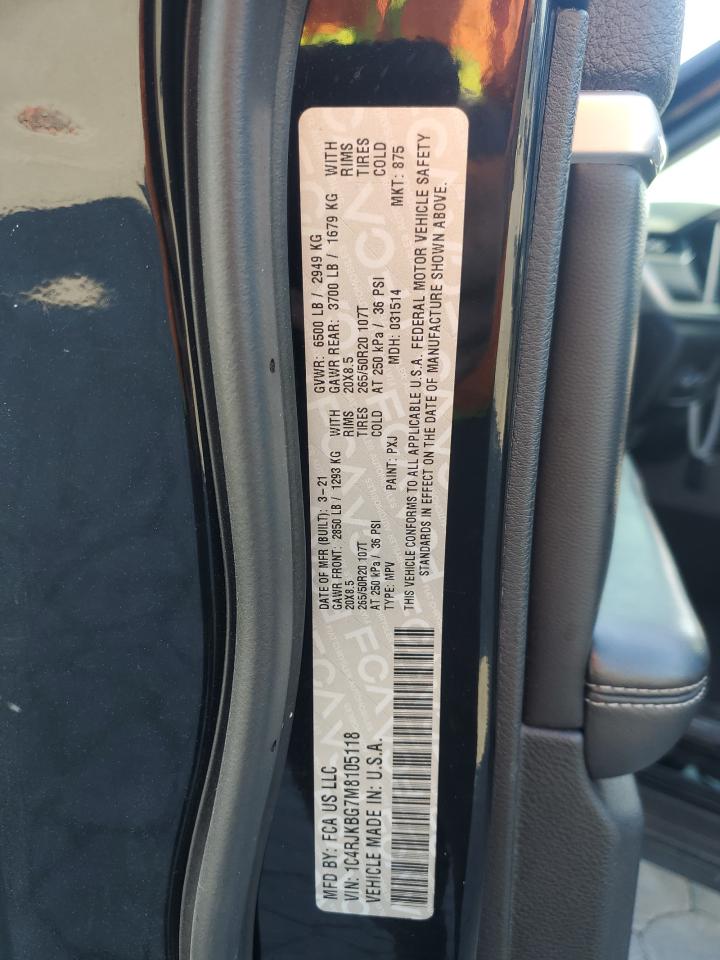 MFD BY: FCA US LLC
VIN: 1C4RJKBG7M8105118
VEHICLE MADE IN: U.S.A.
DATE OF MFR (BUILT): 3-21 GVWR: 6500 LB / 2949 KG
GAWR FRONT: 2850 LB / 1293 KG WITH GAWR REAR: 3700 LB / 1679 KG WITH
20X8.5 RIMS 20X8.5 RIMS
265/50R20 107T TIRES 265/50R20 107T TIRES
AT 250 kPa / 36 PSI COLD AT 250 kPa / 36 PSI COLD
TYPE: MPV PAINT: PXJ MDH: 031514 MKT: 875
THIS VEHICLE CONFORMS TO ALL APPLICABLE U.S.A. FEDERAL MOTOR VEHICLE SAFETY
STANDARDS IN EFFECT ON THE DATE OF MANUFACTURE SHOWN ABOVE.